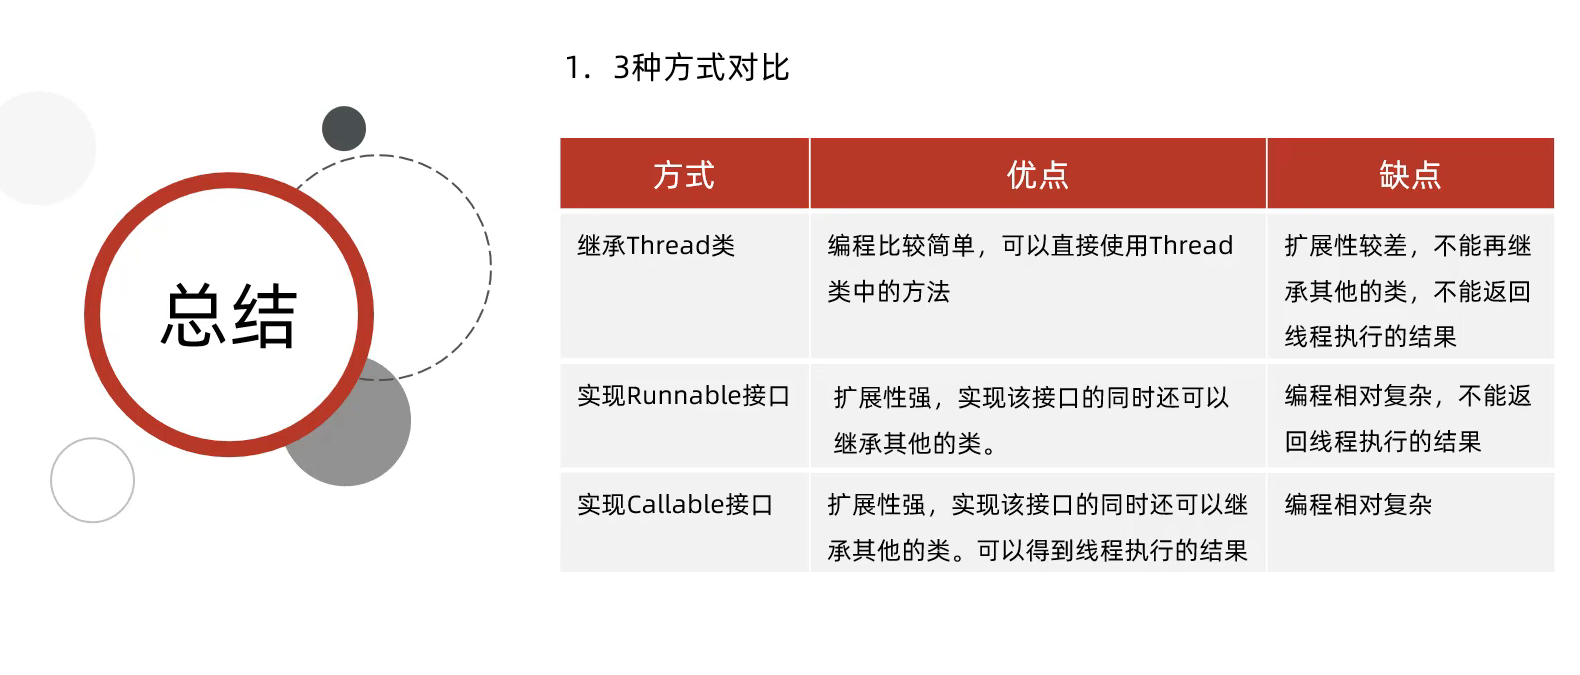 总结
1. 3种方式对比
方式 优点 缺点
继承Thread类
编程比较简单，可以直接使用Thread
类中的方法
扩展性较差，不能再继
承其他的类，不能返回
线程执行的结果
实现Runnable接口
扩展性强，实现该接口的同时还可以
继承其他的类。
编程相对复杂，不能返
回线程执行的结果
实现Callable接口
扩展性强，实现该接口的同时还可以继
承其他的类。可以得到线程执行的结果
编程相对复杂